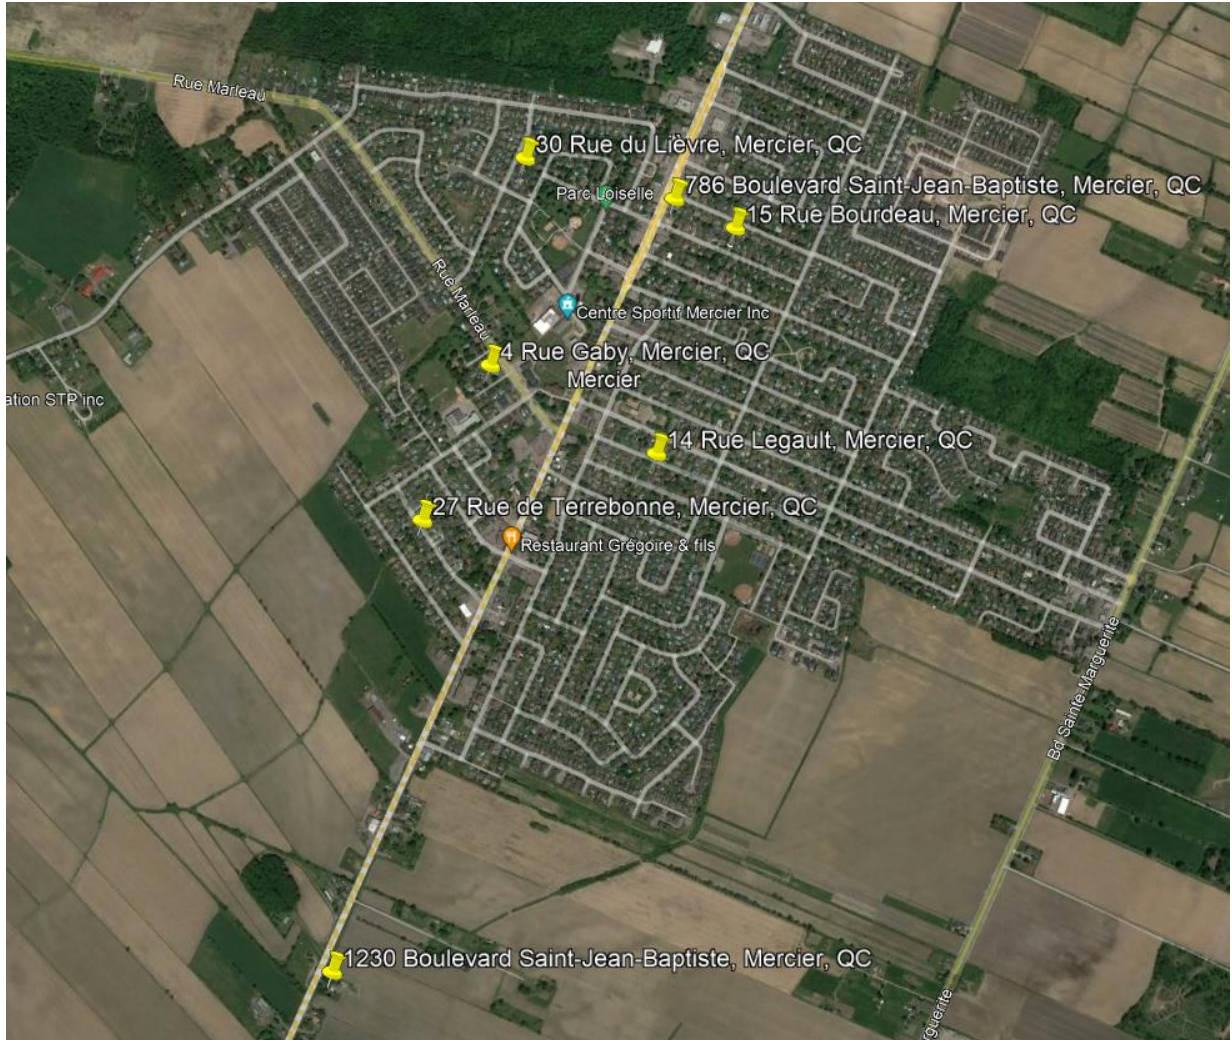 Rue Marleau
30 Rue du Lièvre, Mercier, QC
Parc Loiselle
786 Boulevard Saint-Jean-Baptiste, Mercier, QC
15 Rue Bourdeau, Mercier, QC
Rue Marleau
Centre Sportif Mercier Inc
4 Rue Gaby, Mercier, QC
Mercier
ation STP inc
14 Rue Legault, Mercier, QC
27 Rue de Terrebonne, Mercier, QC
Restaurant Grégoire & fils
Bd Sainte-Marguerite
1230 Boulevard Saint-Jean-Baptiste, Mercier, QC
rguerite